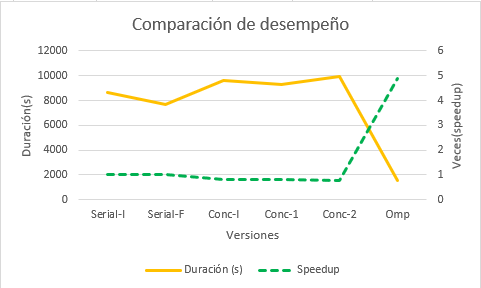 Comparación de desempeño
12000
10000
8000
6000
4000
2000
0
Duración(s)
6
5
4
3
2
1
0
Veces(speedup)
Serial-I Serial-F Conc-I Conc-1 Conc-2 Omp
Versiones
Duración (s) Speedup